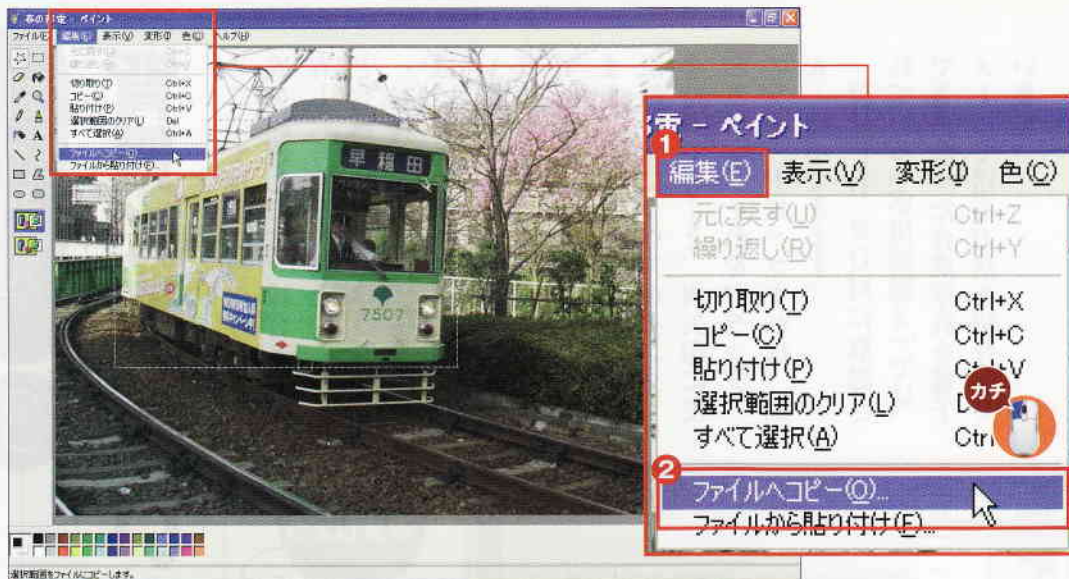 春の都電 - ペイント
ファイル(F) 編集(E) 表示(V) 変形(I) 色(C) ヘルプ(H)
元に戻す(U) Ctrl+Z
切り取り(T) Ctrl+X
コピー(C) Ctrl+C
貼り付け(P) Ctrl+V
選択範囲のクリア(L) Del
すべて選択(A) Ctrl+A
ファイルへコピー(O)...
ファイルから貼り付け(F)...
早稲田
7507
選択範囲をファイルにコピーします。
電 - ペイント
1
編集(E) 表示(V) 変形(I) 色(C)
元に戻す(U) Ctrl+Z
繰り返し(R) Ctrl+Y
切り取り(T) Ctrl+X
コピー(C) Ctrl+C
貼り付け(P) Ctrl+V
選択範囲のクリア(L) D
カチ
すべて選択(A) Ctrl
2
ファイルへコピー(O)...
ファイルから貼り付け(F)...